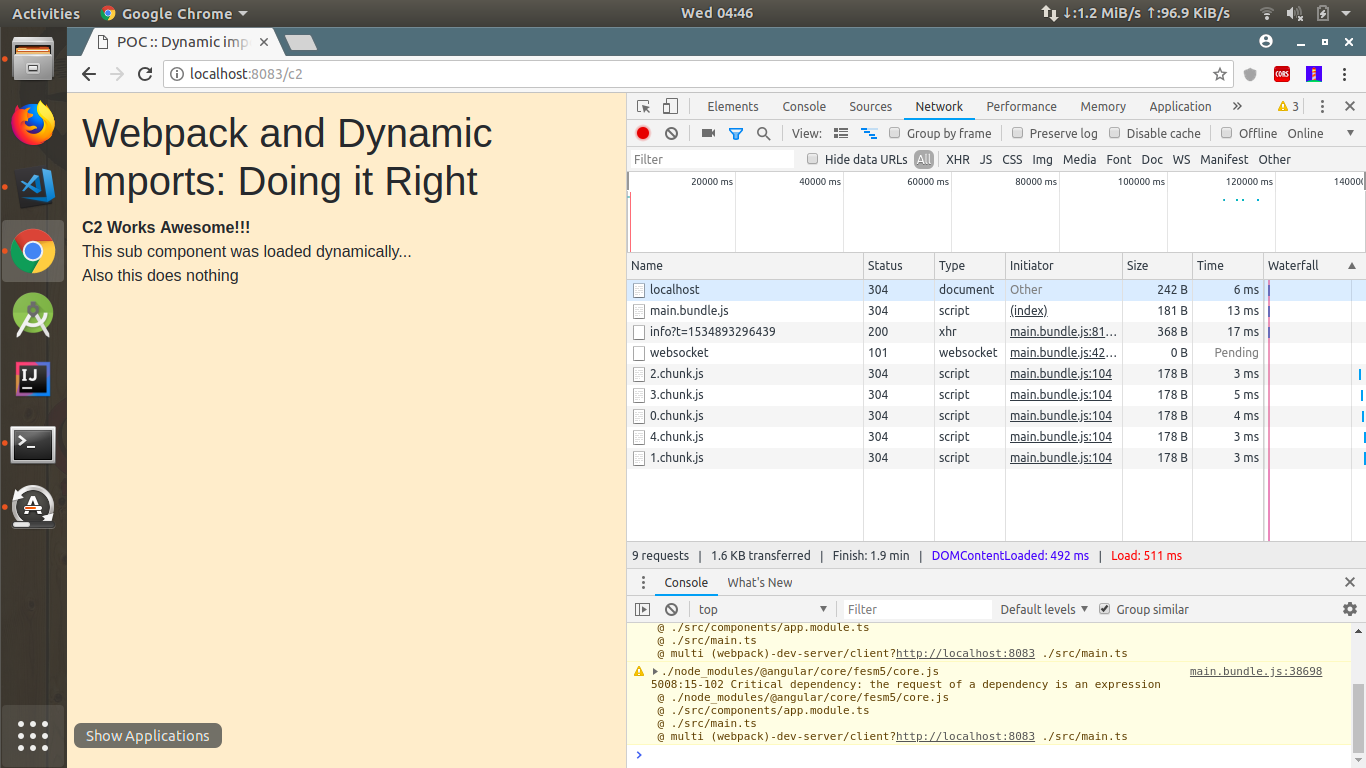 Activities Google Chrome Wed 04:46 ↓:1.2 MiB/s ↑:96.9 KiB/s
POC :: Dynamic imp
localhost:8083/c2
CORS
Webpack and Dynamic
Imports: Doing it Right
C2 Works Awesome!!!
This sub component was loaded dynamically...
Also this does nothing
Show Applications
Elements Console Sources Network Performance Memory Application » 3
View: Group by frame Preserve log Disable cache Offline Online
Filter Hide data URLs All XHR JS CSS Img Media Font Doc WS Manifest Other
20000 ms 40000 ms 60000 ms 80000 ms 100000 ms 120000 ms 14000
Name Status Type Initiator Size Time Waterfall
localhost 304 document Other 242 B 6 ms
main.bundle.js 304 script (index) 181 B 13 ms
info?t=1534893296439 200 xhr main.bundle.js:81… 368 B 17 ms
websocket 101 websocket main.bundle.js:42… 0 B Pending
2.chunk.js 304 script main.bundle.js:104 178 B 3 ms
3.chunk.js 304 script main.bundle.js:104 178 B 5 ms
0.chunk.js 304 script main.bundle.js:104 178 B 4 ms
4.chunk.js 304 script main.bundle.js:104 178 B 3 ms
1.chunk.js 304 script main.bundle.js:104 178 B 3 ms
9 requests | 1.6 KB transferred | Finish: 1.9 min | DOMContentLoaded: 492 ms | Load: 511 ms
Console What's New
top Filter Default levels Group similar
@ ./src/components/app.module.ts
@ ./src/main.ts
@ multi (webpack)-dev-server/client?http://localhost:8083 ./src/main.ts
./node_modules/@angular/core/fesm5/core.js main.bundle.js:38698
5008:15-102 Critical dependency: the request of a dependency is an expression
@ ./node_modules/@angular/core/fesm5/core.js
@ ./src/components/app.module.ts
@ ./src/main.ts
@ multi (webpack)-dev-server/client?http://localhost:8083 ./src/main.ts